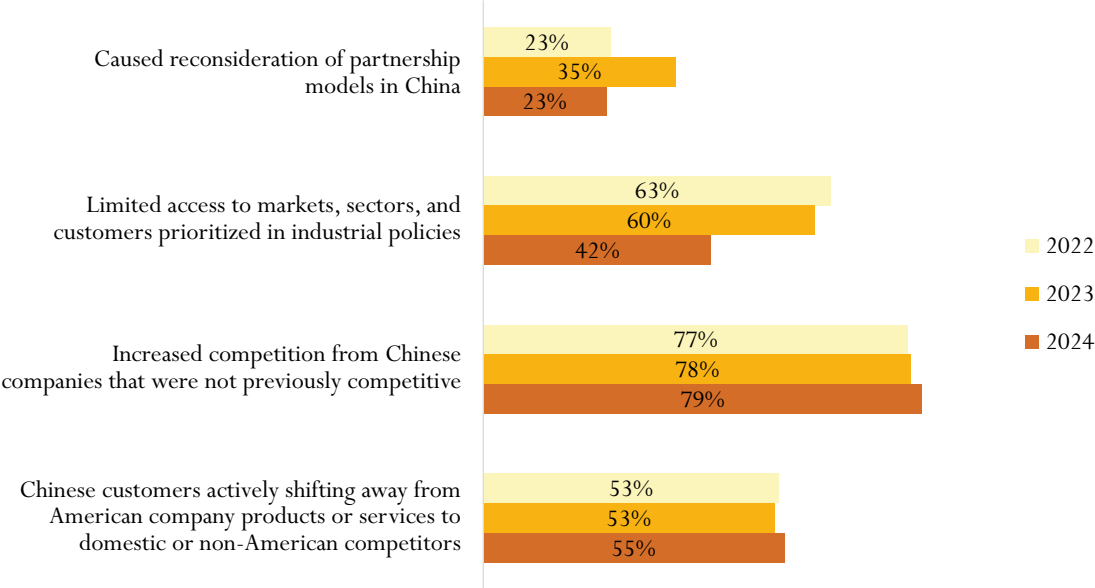 Caused reconsideration of partnership
models in China
23%
35%
23%
Limited access to markets, sectors, and
customers prioritized in industrial policies
63%
60%
42%
2022
2023
2024
Increased competition from Chinese
companies that were not previously competitive
77%
78%
79%
Chinese customers actively shifting away from
American company products or services to
domestic or non-American competitors
53%
53%
55%